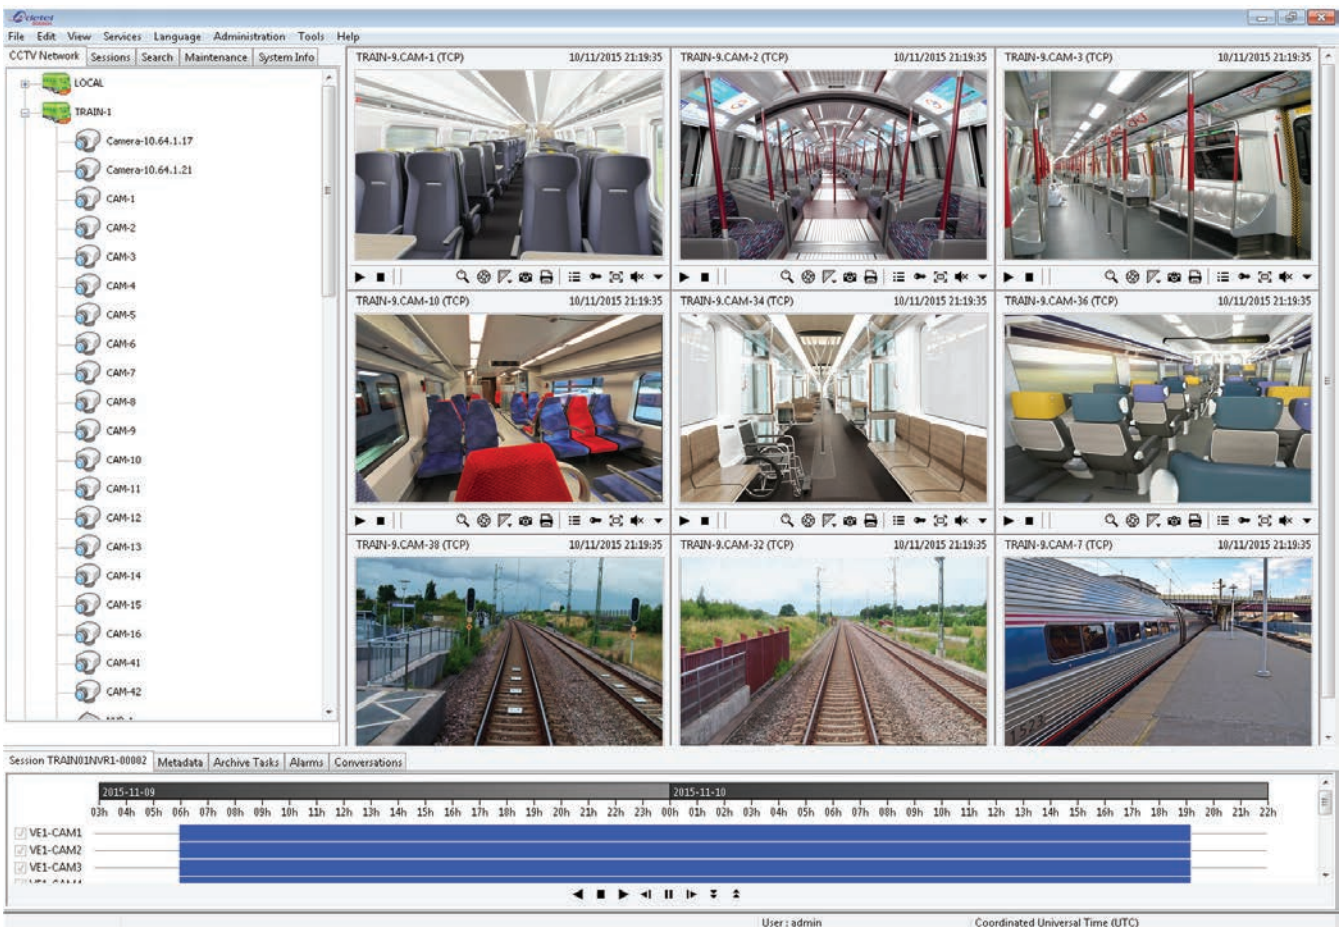 adetel
File Edit View Services Language Administration Tools Help
CCTV Network Sessions Search Maintenance System Info
LOCAL
TRAIN-1
Camera-10.64.1.17
Camera-10.64.1.21
CAM-1
CAM-2
CAM-3
CAM-4
CAM-5
CAM-6
CAM-7
CAM-8
CAM-9
CAM-10
CAM-11
CAM-12
CAM-13
CAM-14
CAM-15
CAM-16
CAM-41
CAM-42
TRAIN-9.CAM-1 (TCP) 10/11/2015 21:19:35
TRAIN-9.CAM-2 (TCP) 10/11/2015 21:19:35
TRAIN-9.CAM-3 (TCP) 10/11/2015 21:19:35
TRAIN-9.CAM-10 (TCP) 10/11/2015 21:19:35
TRAIN-9.CAM-34 (TCP) 10/11/2015 21:19:35
TRAIN-9.CAM-36 (TCP) 10/11/2015 21:19:35
TRAIN-9.CAM-38 (TCP) 10/11/2015 21:19:35
TRAIN-9.CAM-32 (TCP) 10/11/2015 21:19:35
TRAIN-9.CAM-7 (TCP) 10/11/2015 21:19:35
1523
Session TRAIN01NVR1-00002 Metadata Archive Tasks Alarms Conversations
2015-11-09 2015-11-10
03h 04h 05h 06h 07h 08h 09h 10h 11h 12h 13h 14h 15h 16h 17h 18h 19h 20h 21h 22h 23h 00h 01h 02h 03h 04h 05h 06h 07h 08h 09h 10h 11h 12h 13h 14h 15h 16h 17h 18h 19h 20h 21h 22h
VE1-CAM1
VE1-CAM2
VE1-CAM3
User : admin Coordinated Universal Time (UTC)